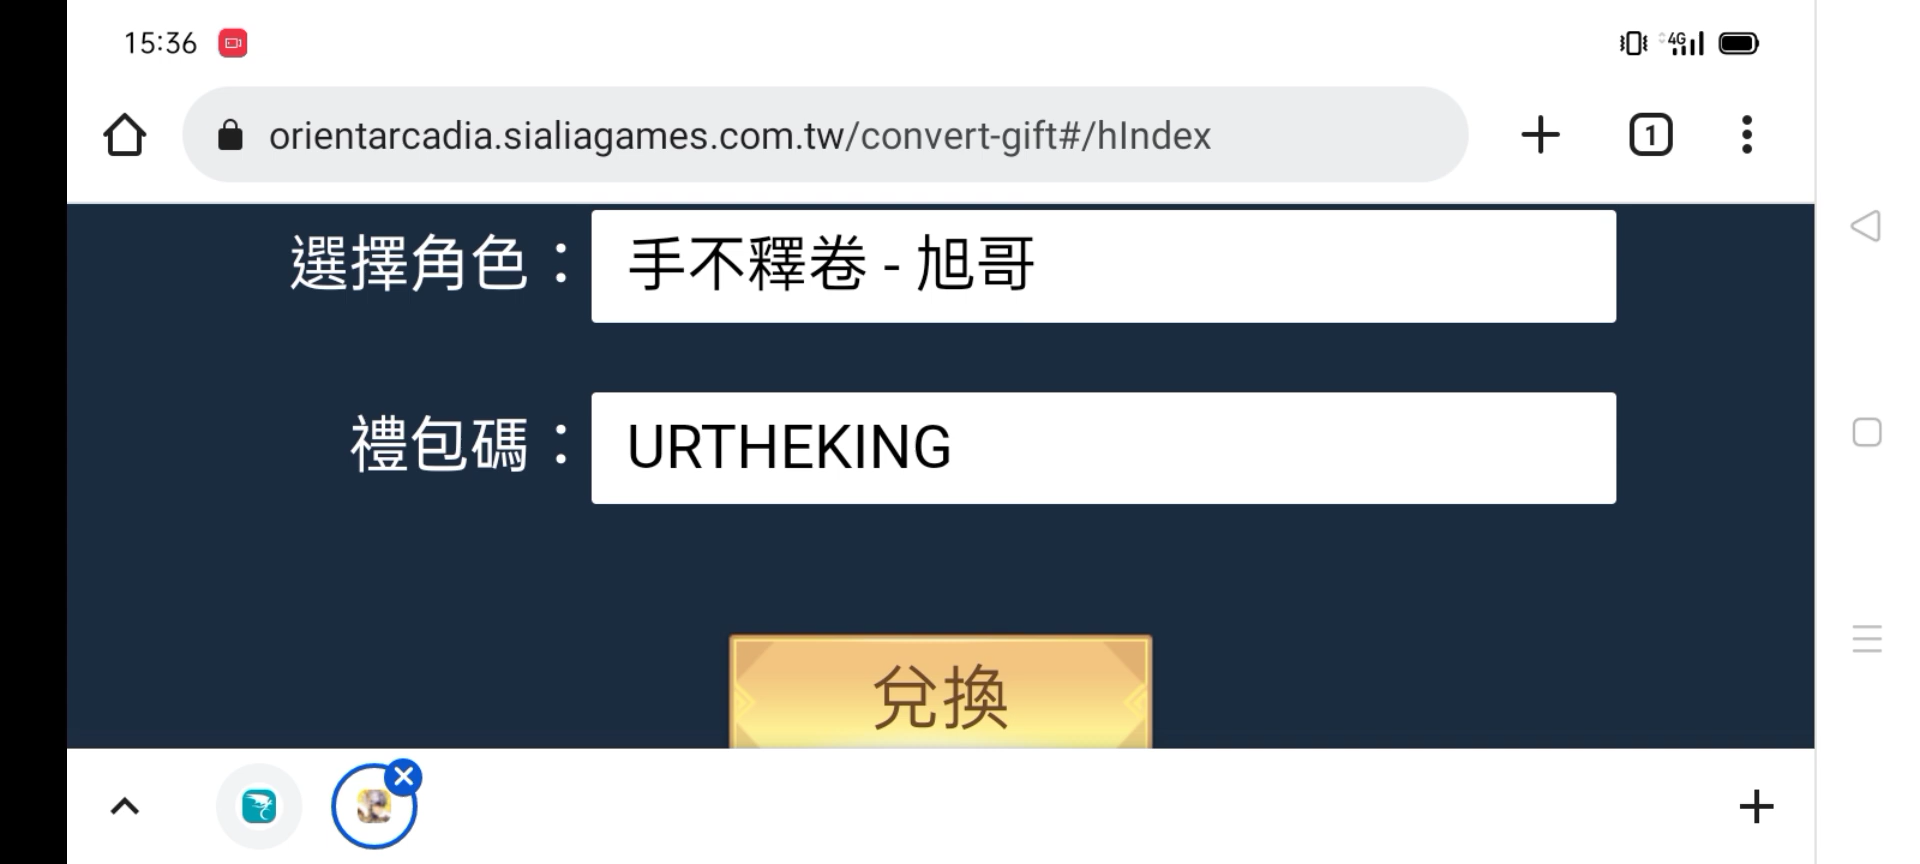 15:36
4G
orientarcadia.sialiagames.com.tw/convert-gift#/hIndex
1
選擇角色：手不釋卷 - 旭哥
禮包碼：URTHEKING
兌換